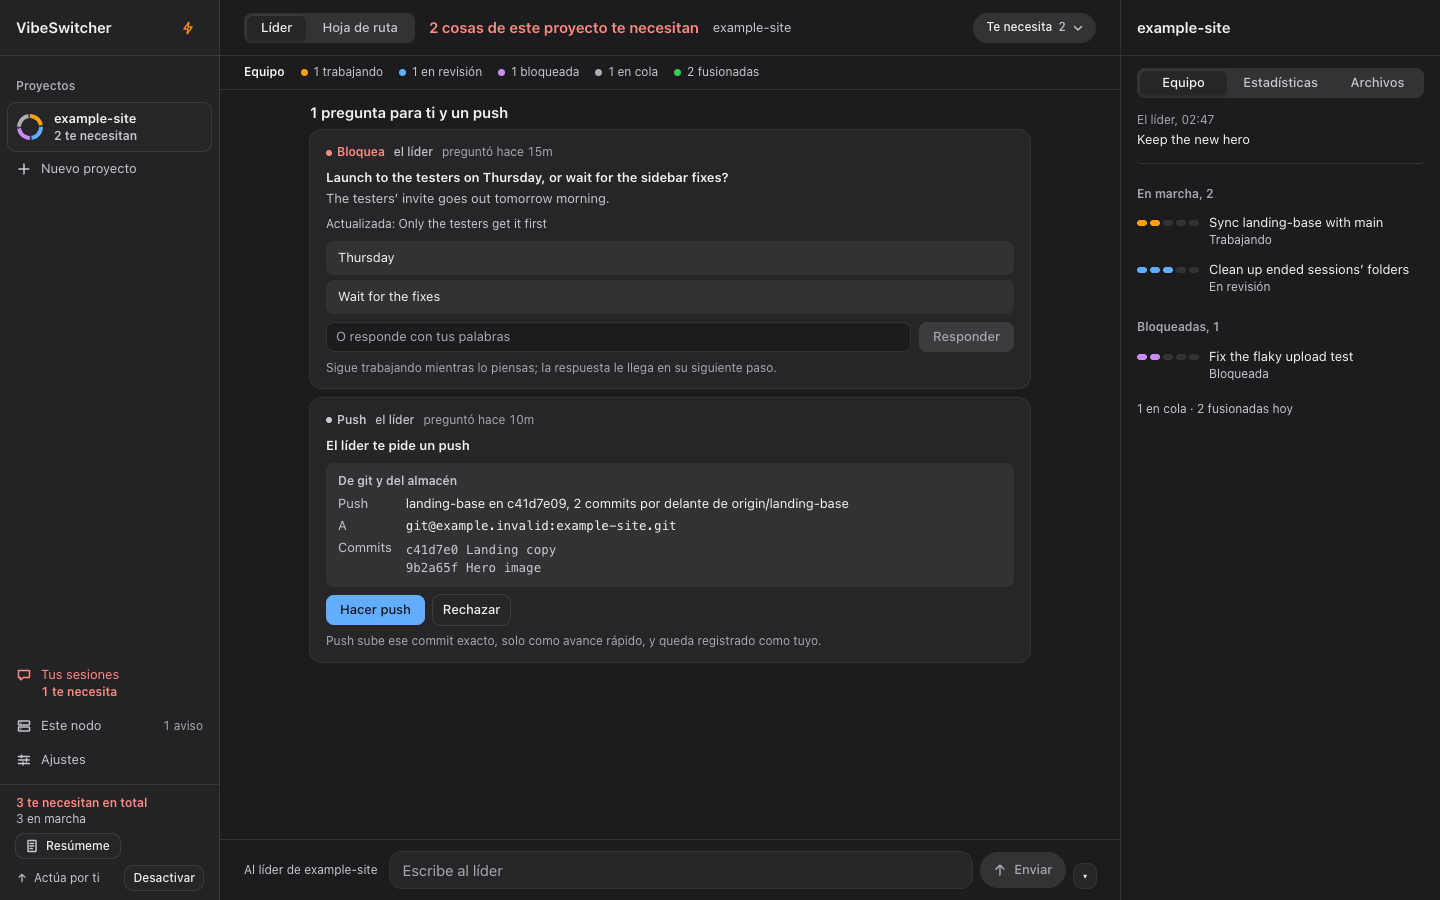 VibeSwitcher
Proyectos
example-site
2 te necesitan
Nuevo proyecto
Tus sesiones
1 te necesita
Este nodo 1 aviso
Ajustes
3 te necesitan en total
3 en marcha
Resúmeme
Actúa por ti Desactivar
Líder Hoja de ruta 2 cosas de este proyecto te necesitan example-site Te necesita 2
Equipo 1 trabajando 1 en revisión 1 bloqueada 1 en cola 2 fusionadas
1 pregunta para ti y un push
Bloquea el líder preguntó hace 15m
Launch to the testers on Thursday, or wait for the sidebar fixes?
The testers’ invite goes out tomorrow morning.
Actualizada: Only the testers get it first
Thursday
Wait for the fixes
O responde con tus palabras Responder
Sigue trabajando mientras lo piensas; la respuesta le llega en su siguiente paso.
Push el líder preguntó hace 10m
El líder te pide un push
De git y del almacén
Push landing-base en c41d7e09, 2 commits por delante de origin/landing-base
A git@example.invalid:example-site.git
Commits c41d7e0 Landing copy
9b2a65f Hero image
Hacer push Rechazar
Push sube ese commit exacto, solo como avance rápido, y queda registrado como tuyo.
Al líder de example-site Escribe al líder Enviar
example-site
Equipo Estadísticas Archivos
El líder, 02:47
Keep the new hero
En marcha, 2
Sync landing-base with main
Trabajando
Clean up ended sessions’ folders
En revisión
Bloqueadas, 1
Fix the flaky upload test
Bloqueada
1 en cola · 2 fusionadas hoy